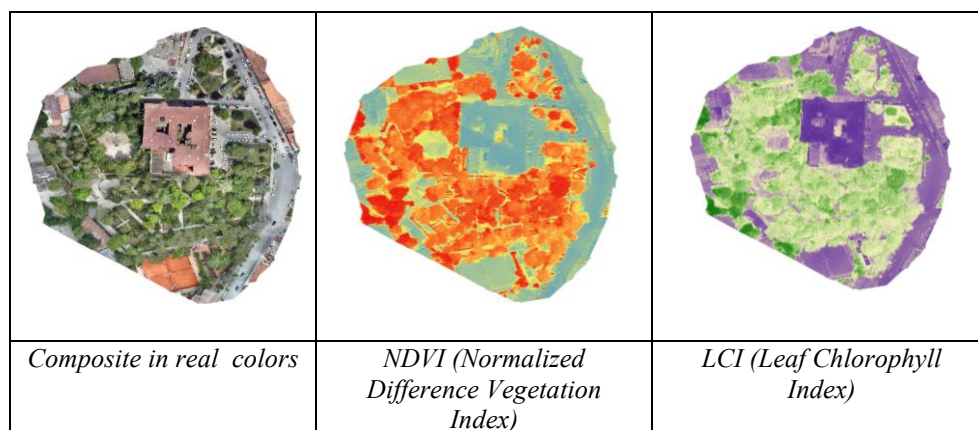 Composite in real colors
NDVI (Normalized
Difference Vegetation
Index)
LCI (Leaf Chlorophyll
Index)